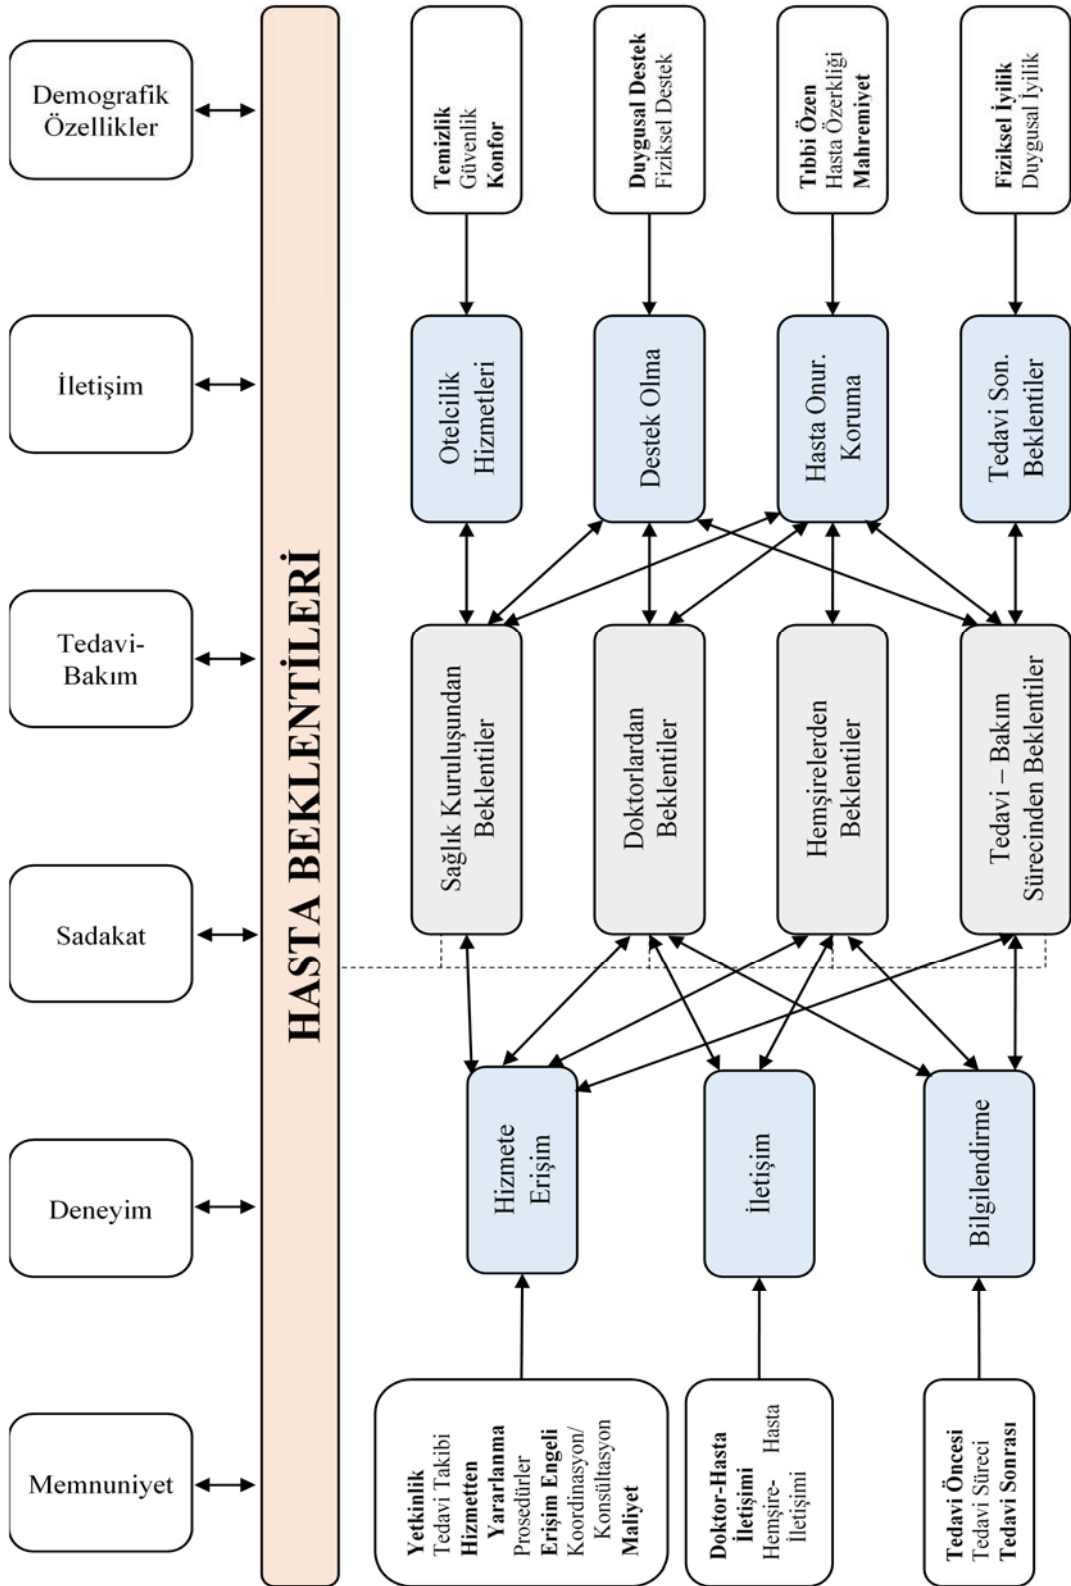 Demografik
Özellikler
İletişim
Tedavi-
Bakım
Sadakat
Deneyim
Memnuniyet
HASTA BEKLENTİLERİ
Temizlik
Güvenlik
Konfor
Duygusal Destek
Fiziksel Destek
Tıbbi Özen
Hasta Özerkliği
Mahremiyet
Fiziksel İyilik
Duygusal İyilik
Otelcilik
Hizmetleri
Destek Olma
Hasta Onur.
Koruma
Tedavi Son.
Beklentiler
Sağlık Kuruluşundan
Beklentiler
Doktorlardan
Beklentiler
Hemşirelerden
Beklentiler
Tedavi – Bakım
Sürecinden Beklentiler
Hizmete
Erişim
İletişim
Bilgilendirme
Yetkinlik
Tedavi Takibi
Hizmetten
Yararlanma
Prosedürler
Erişim Engeli
Koordinasyon/
Konsültasyon
Maliyet
Doktor-Hasta
İletişimi
Hemşire- Hasta
İletişimi
Tedavi Öncesi
Tedavi Süreci
Tedavi Sonrası